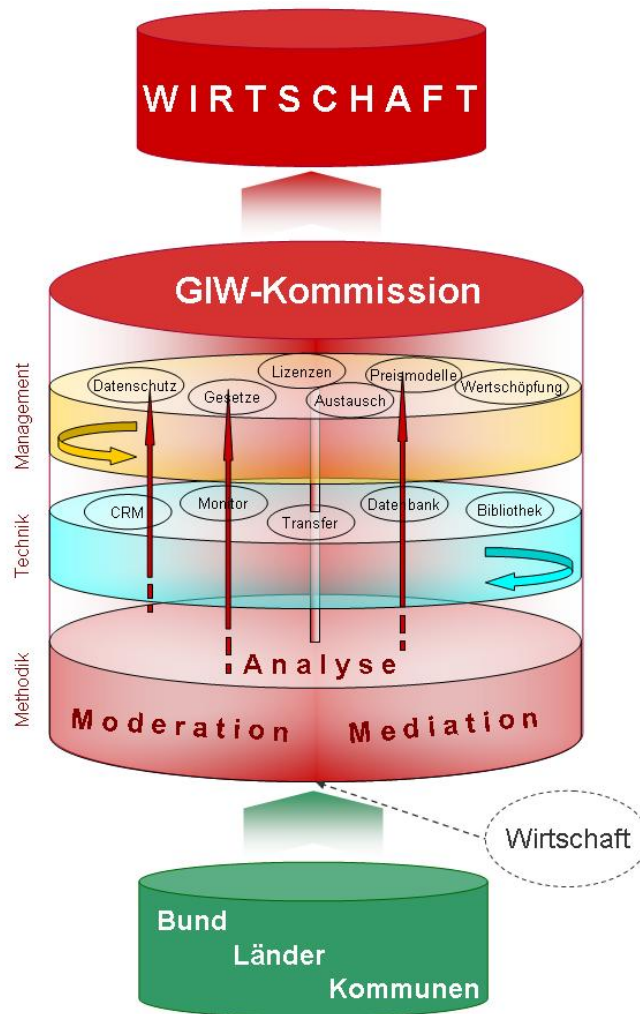 WIRTSCHAFT
GIW-Kommission
Management
Lizenzen
Datenschutz
Preismodelle
Wertschöpfung
Gesetze
Austausch
Technik
CRM
Monitor
Transfer
Datenbank
Bibliothek
Methodik
Analyse
Moderation Mediation
Wirtschaft
Bund
Länder
Kommunen